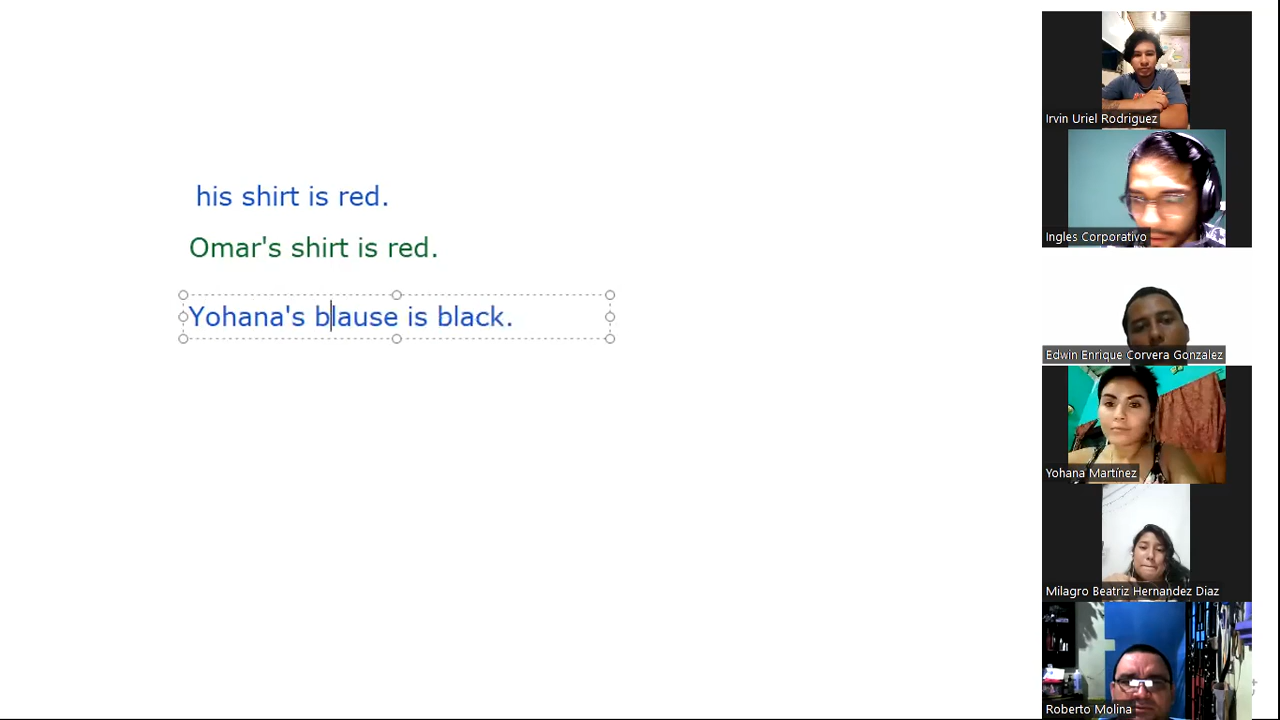 his shirt is red.
Omar's shirt is red.
Yohana's blause is black.
Irvin Uriel Rodriguez
Ingles Corporativo
Edwin Enrique Corvera Gonzalez
Yohana Martínez
Milagro Beatriz Hernandez Diaz
Roberto Molina